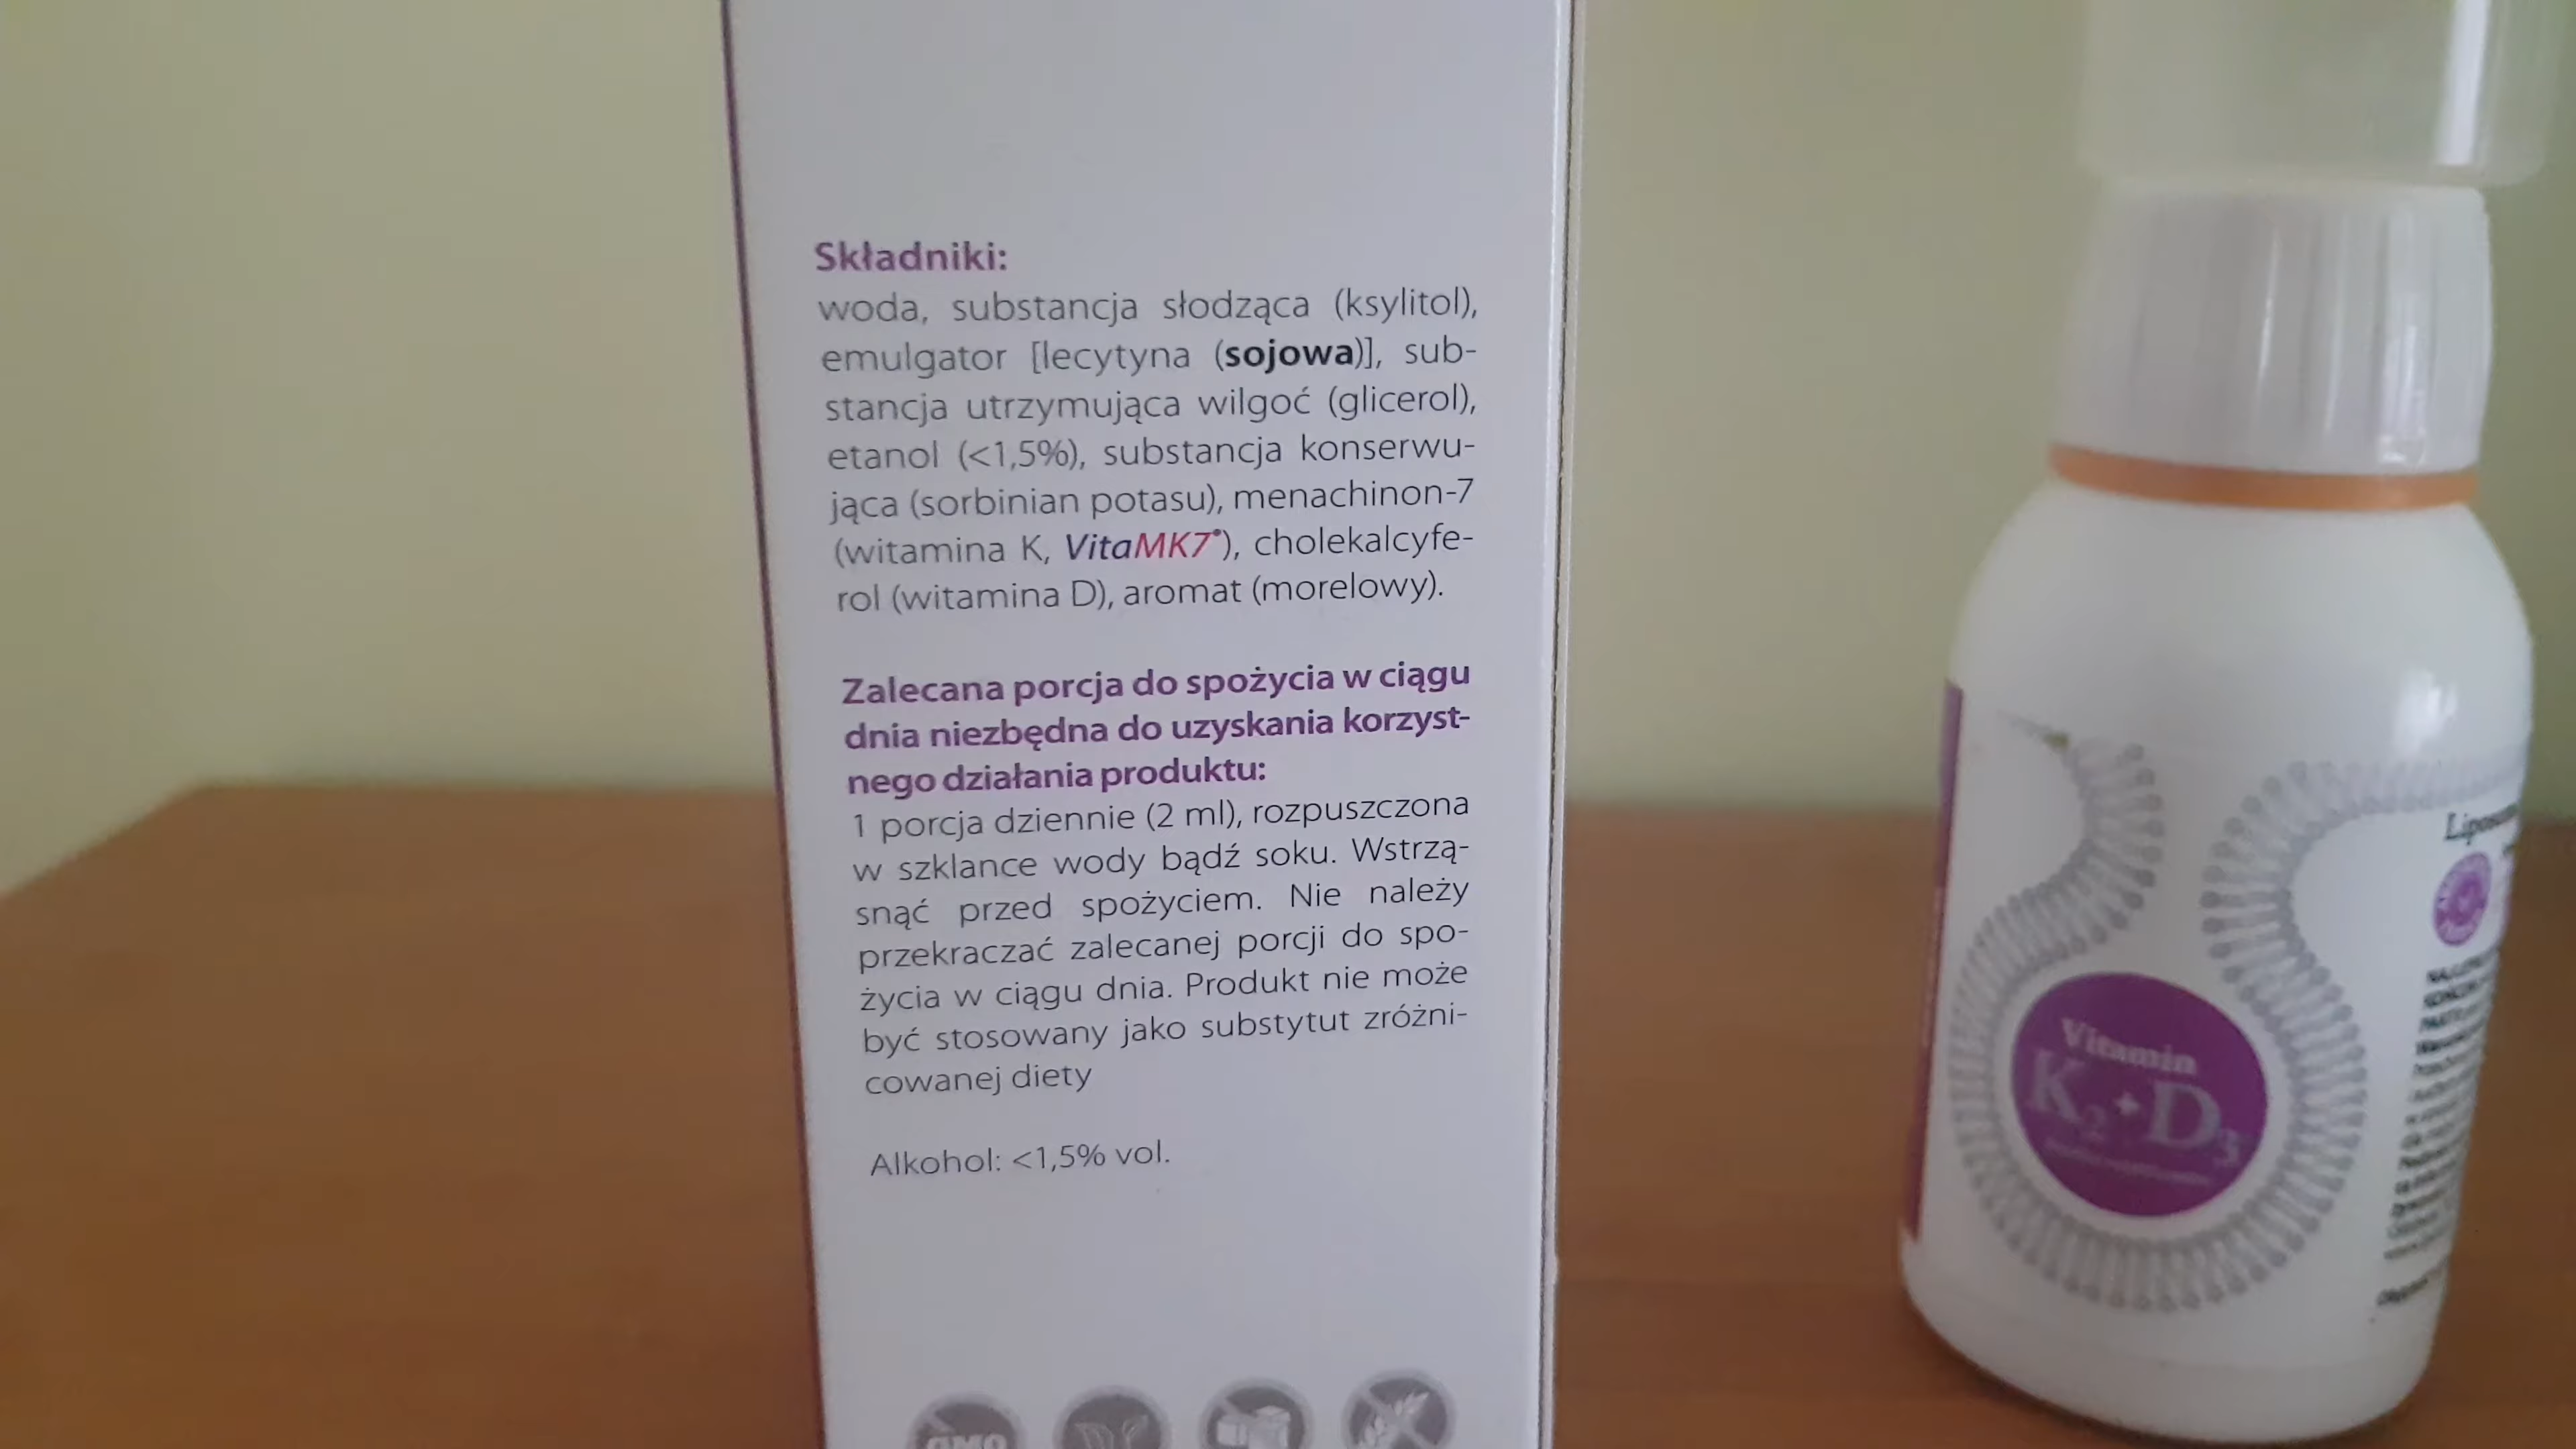 Składniki:
woda, substancja słodząca (ksylitol),
emulgator [lecytyna (sojowa)], sub-
stancja utrzymująca wilgoć (glicerol),
etanol (<1,5%), substancja konserwu-
jąca (sorbinian potasu), menachinon-7
(witamina K, VitaMK7®), cholekalcyfe-
rol (witamina D), aromat (morelowy).
Zalecana porcja do spożycia w ciągu
dnia niezbędna do uzyskania korzyst-
nego działania produktu:
1 porcja dziennie (2 ml), rozpuszczona
w szklance wody bądź soku. Wstrzą-
snąć przed spożyciem. Nie należy
przekraczać zalecanej porcji do spo-
życia w ciągu dnia. Produkt nie może
być stosowany jako substytut zróżni-
cowanej diety
Alkohol: <1,5% vol.
GMO
Vitamin
K2+D3